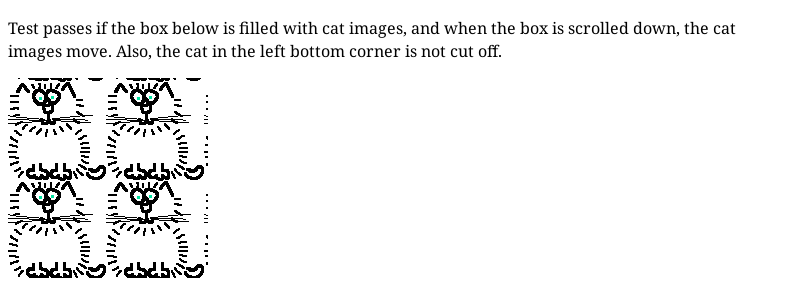 Test passes if the box below is filled with cat images, and when the box is scrolled down, the cat
images move. Also, the cat in the left bottom corner is not cut off.